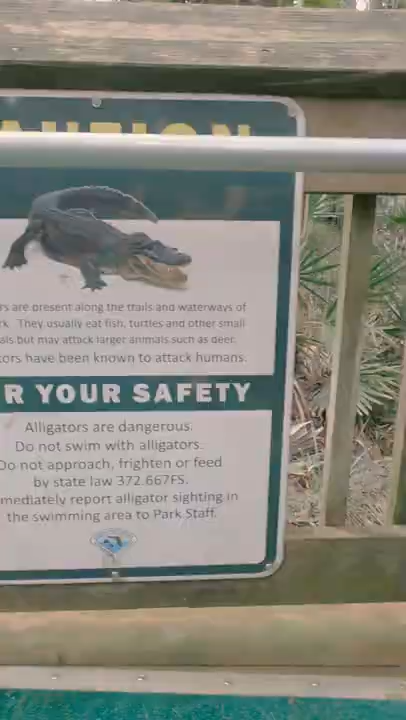 rs are present along the trails and waterways of
rk. They usually eat fish, turtles and other small
als but may attack larger animals such as deer.
tors have been known to attack humans.
R YOUR SAFETY
Alligators are dangerous.
Do not swim with alligators.
Do not approach, frighten or feed
by state law 372.667FS.
mediately report alligator sighting in
the swimming area to Park Staff.